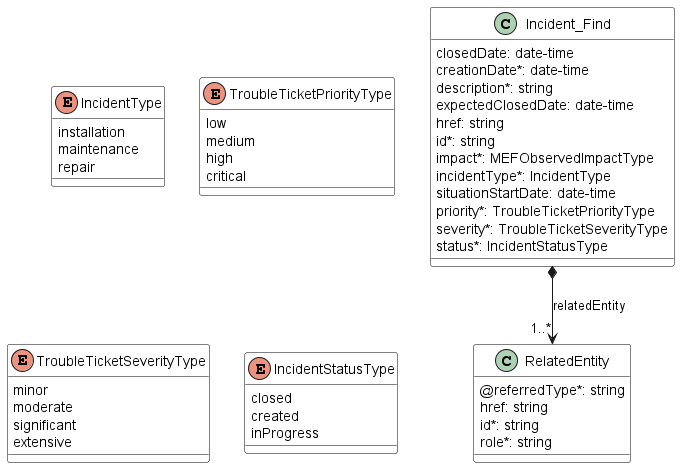 E IncidentType
installation
maintenance
repair
E TroubleTicketPriorityType
low
medium
high
critical
C Incident_Find
closedDate: date-time
creationDate*: date-time
description*: string
expectedClosedDate: date-time
href: string
id*: string
impact*: MEFObservedImpactType
incidentType*: IncidentType
situationStartDate: date-time
priority*: TroubleTicketPriorityType
severity*: TroubleTicketSeverityType
status*: IncidentStatusType
relatedEntity
1..*
E TroubleTicketSeverityType
minor
moderate
significant
extensive
E IncidentStatusType
closed
created
inProgress
C RelatedEntity
@referredType*: string
href: string
id*: string
role*: string